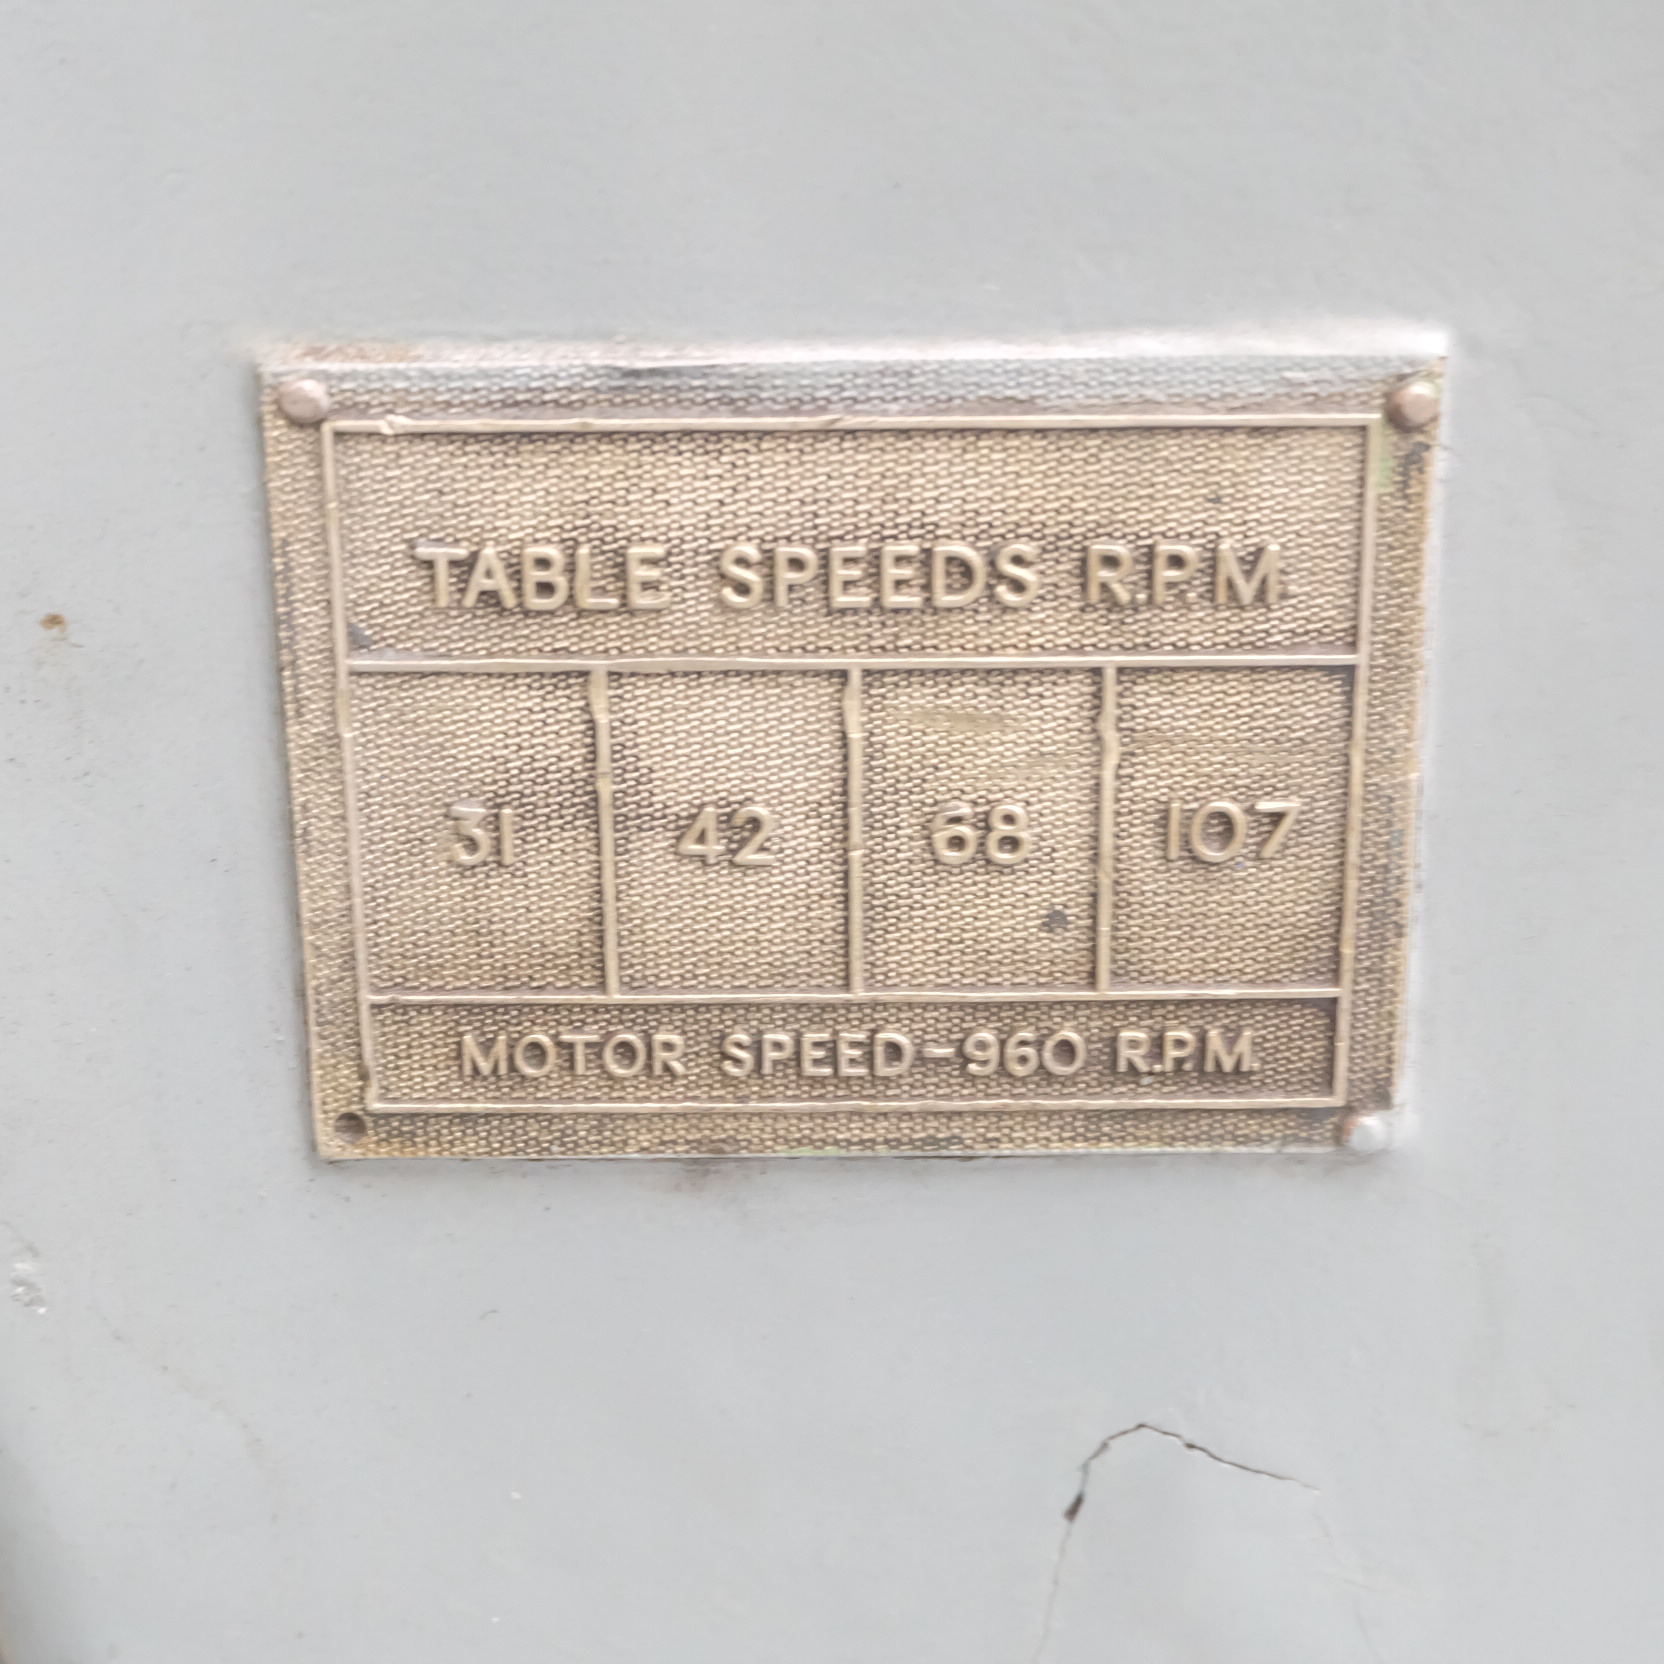 TABLE SPEEDS R.P.M.
31 42 68 107
MOTOR SPEED-960 R.P.M.